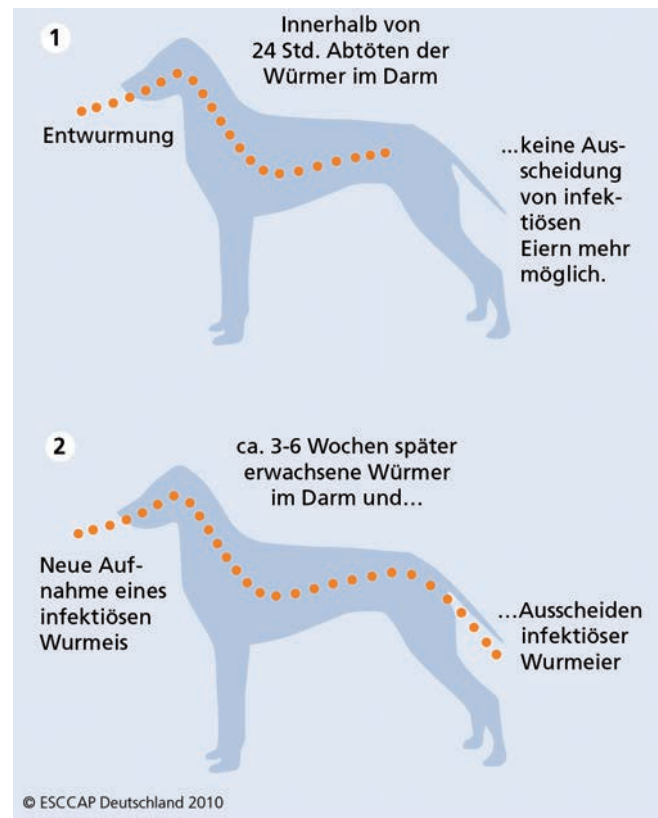 1
Innerhalb von
24 Std. Abtöten der
Würmer im Darm
Entwurmung
...keine Aus-
scheidung
von infek-
tiösen
Eiern mehr
möglich.
2
ca. 3-6 Wochen später
erwachsene Würmer
im Darm und...
Neue Auf-
nahme eines
infektiösen
Wurmeis
...Ausscheiden
infektiöser
Wurmeier
© ESCCAP Deutschland 2010